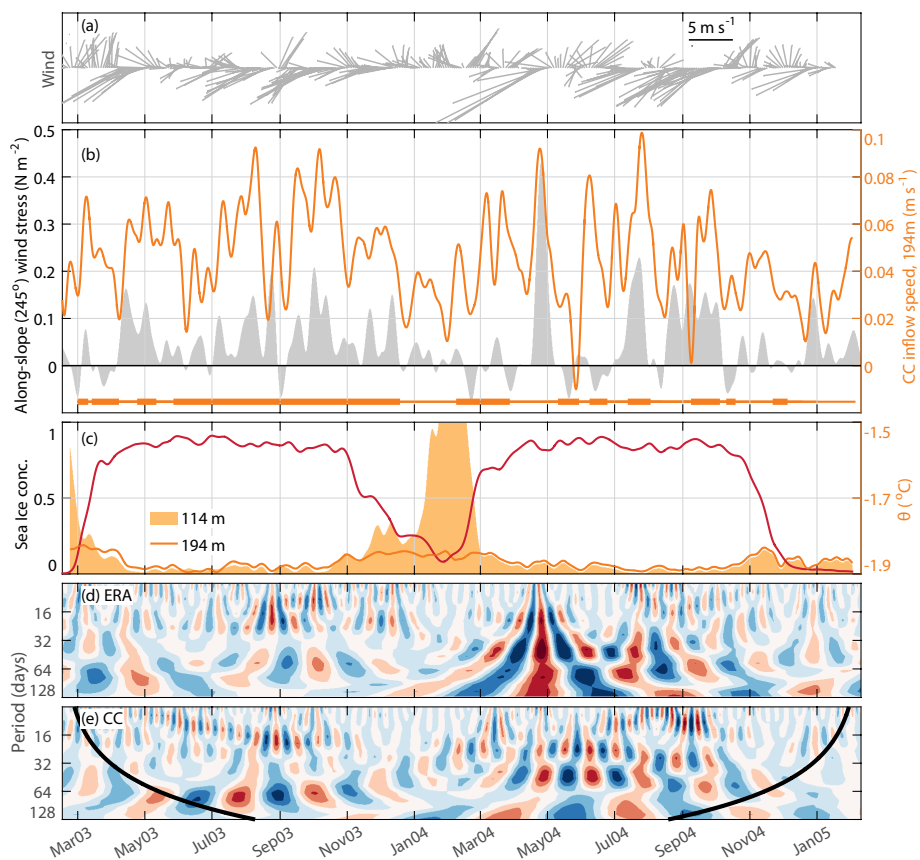 (a)
5 m s-1
Wind
(b)
0.5
0.4
0.3
0.2
0.1
0
Along-slope (245°) wind stress (N m-2)
0.1
0.08
0.06
0.04
0.02
0
CC inflow speed, 194m (m s-1)
(c)
1
0.5
0
Sea Ice conc.
114 m
194 m
-1.5
-1.7
-1.9
θ (°C)
(d) ERA
16
32
64
128
(e) CC
16
32
64
128
Period (days)
Mar03 May03 Jul03 Sep03 Nov03 Jan04 Mar04 May04 Jul04 Sep04 Nov04 Jan05